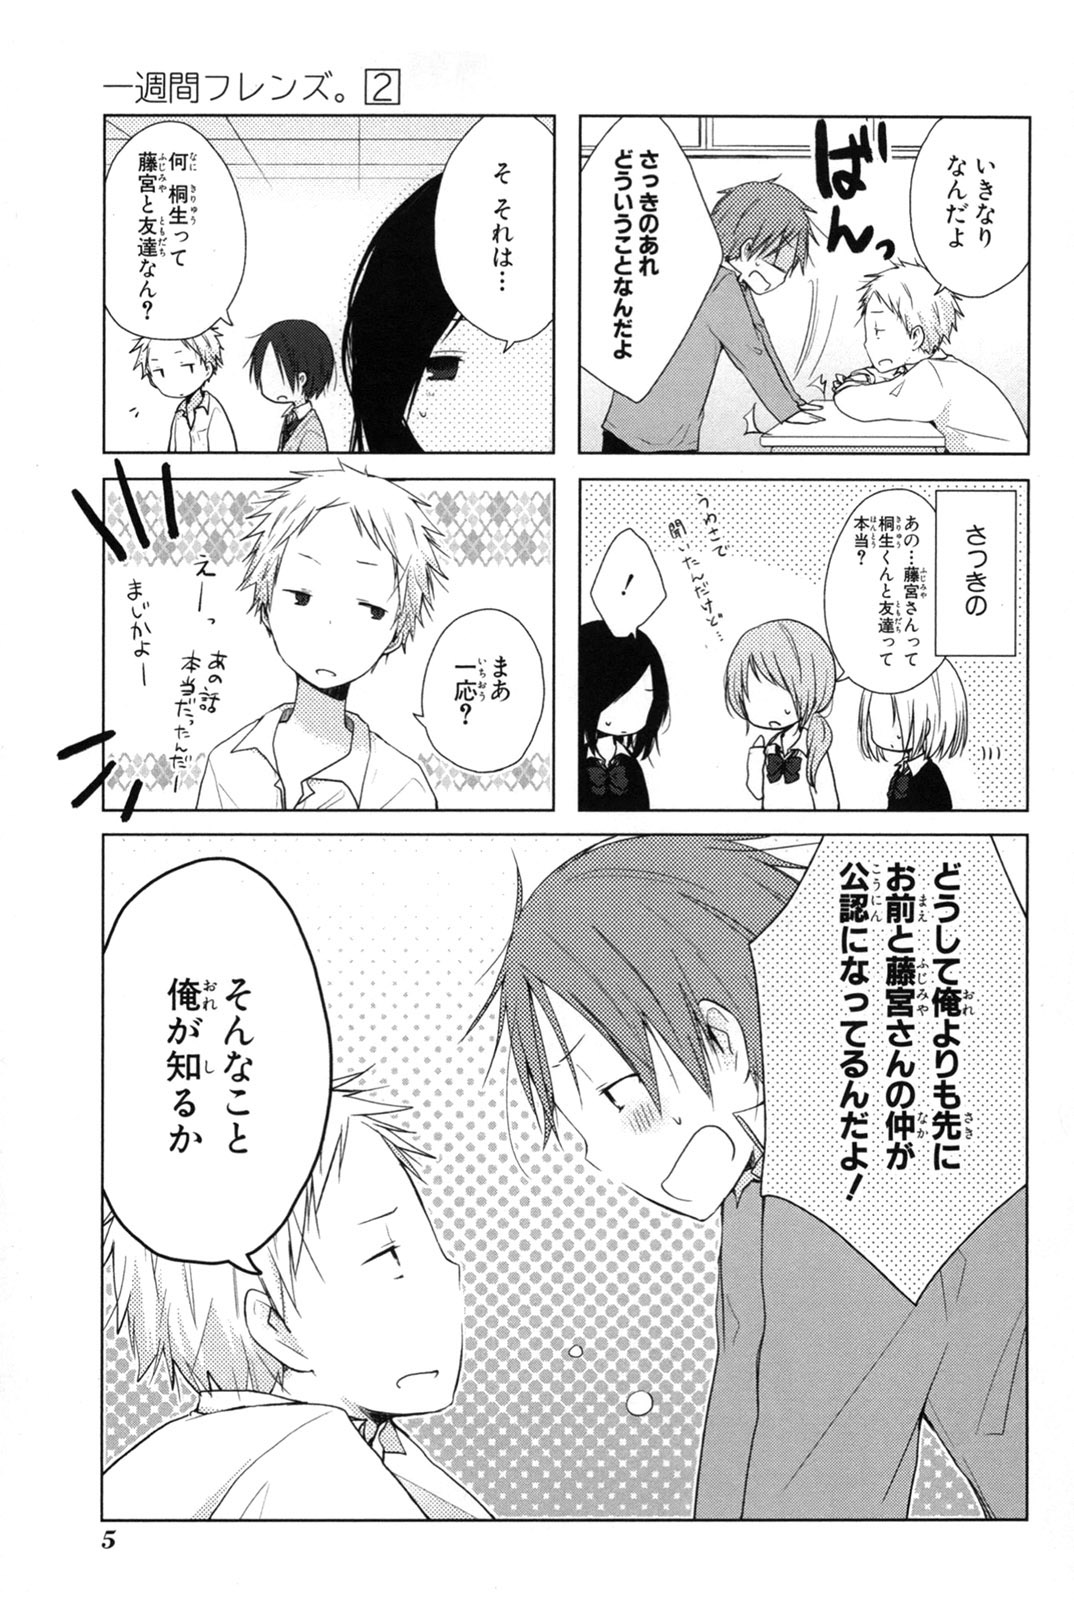 一週間フレンズ。2
いきなり
なんだよ
ばんっ
さっきのあれ
どういうことなんだよ
さっきの
あの…藤宮さんって
桐生くんと友達って
本当?
うわさで
聞いたんだけど…
!
そ それは…
何 桐生って
藤宮と友達なん?
まあ
一応?
えーっ
あの話
本当だったんだー
まじかよー
どうして俺よりも先に
お前と藤宮さんの仲が
公認になってるんだよ!
そんなこと
俺が知るか
5